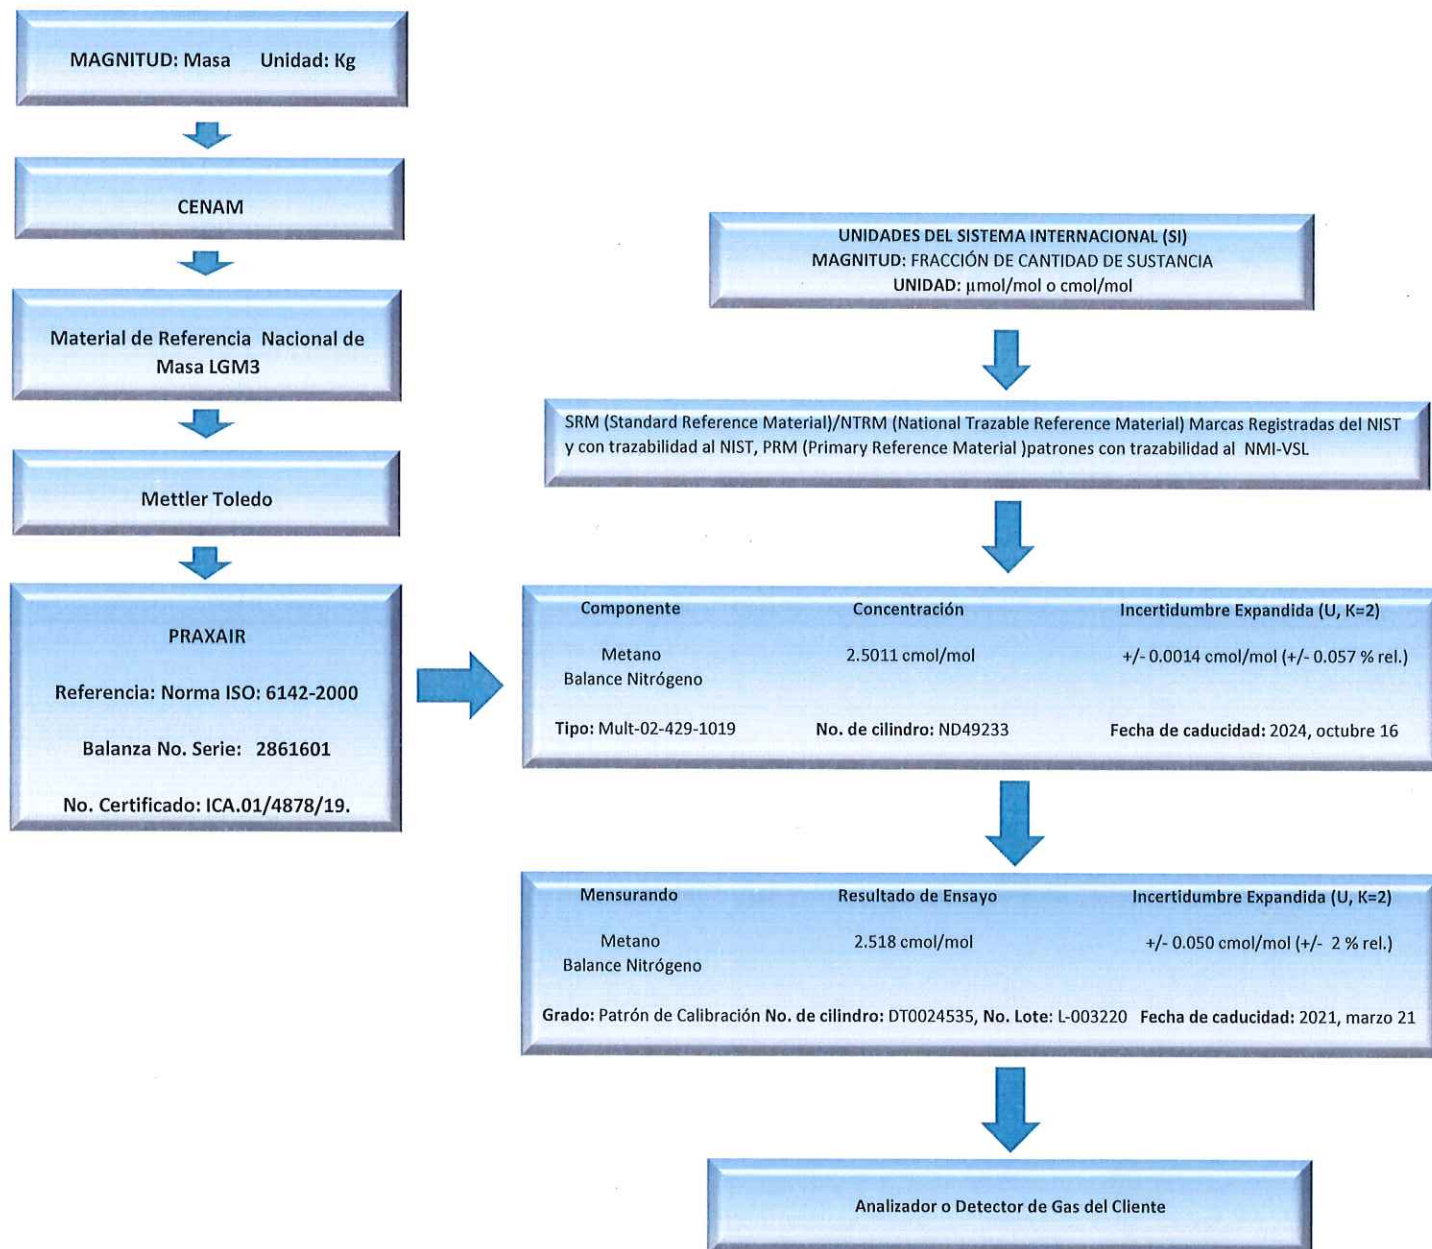 MAGNITUD: Masa Unidad: Kg
CENAM
Material de Referencia Nacional de
Masa LGM3
Mettler Toledo
PRAXAIR
Referencia: Norma ISO: 6142-2000
Balanza No. Serie: 2861601
No. Certificado: ICA.01/4878/19.
UNIDADES DEL SISTEMA INTERNACIONAL (SI)
MAGNITUD: FRACCIÓN DE CANTIDAD DE SUSTANCIA
UNIDAD: µmol/mol o cmol/mol
SRM (Standard Reference Material)/NTRM (National Trazable Reference Material) Marcas Registradas del NIST
y con trazabilidad al NIST, PRM (Primary Reference Material )patrones con trazabilidad al NMI-VSL
Componente Concentración Incertidumbre Expandida (U, K=2)
Metano 2.5011 cmol/mol +/- 0.0014 cmol/mol (+/- 0.057 % rel.)
Balance Nitrógeno
Tipo: Mult-02-429-1019 No. de cilindro: ND49233 Fecha de caducidad: 2024, octubre 16
Mensurando Resultado de Ensayo Incertidumbre Expandida (U, K=2)
Metano 2.518 cmol/mol +/- 0.050 cmol/mol (+/- 2 % rel.)
Balance Nitrógeno
Grado: Patrón de Calibración No. de cilindro: DT0024535, No. Lote: L-003220 Fecha de caducidad: 2021, marzo 21
Analizador o Detector de Gas del Cliente